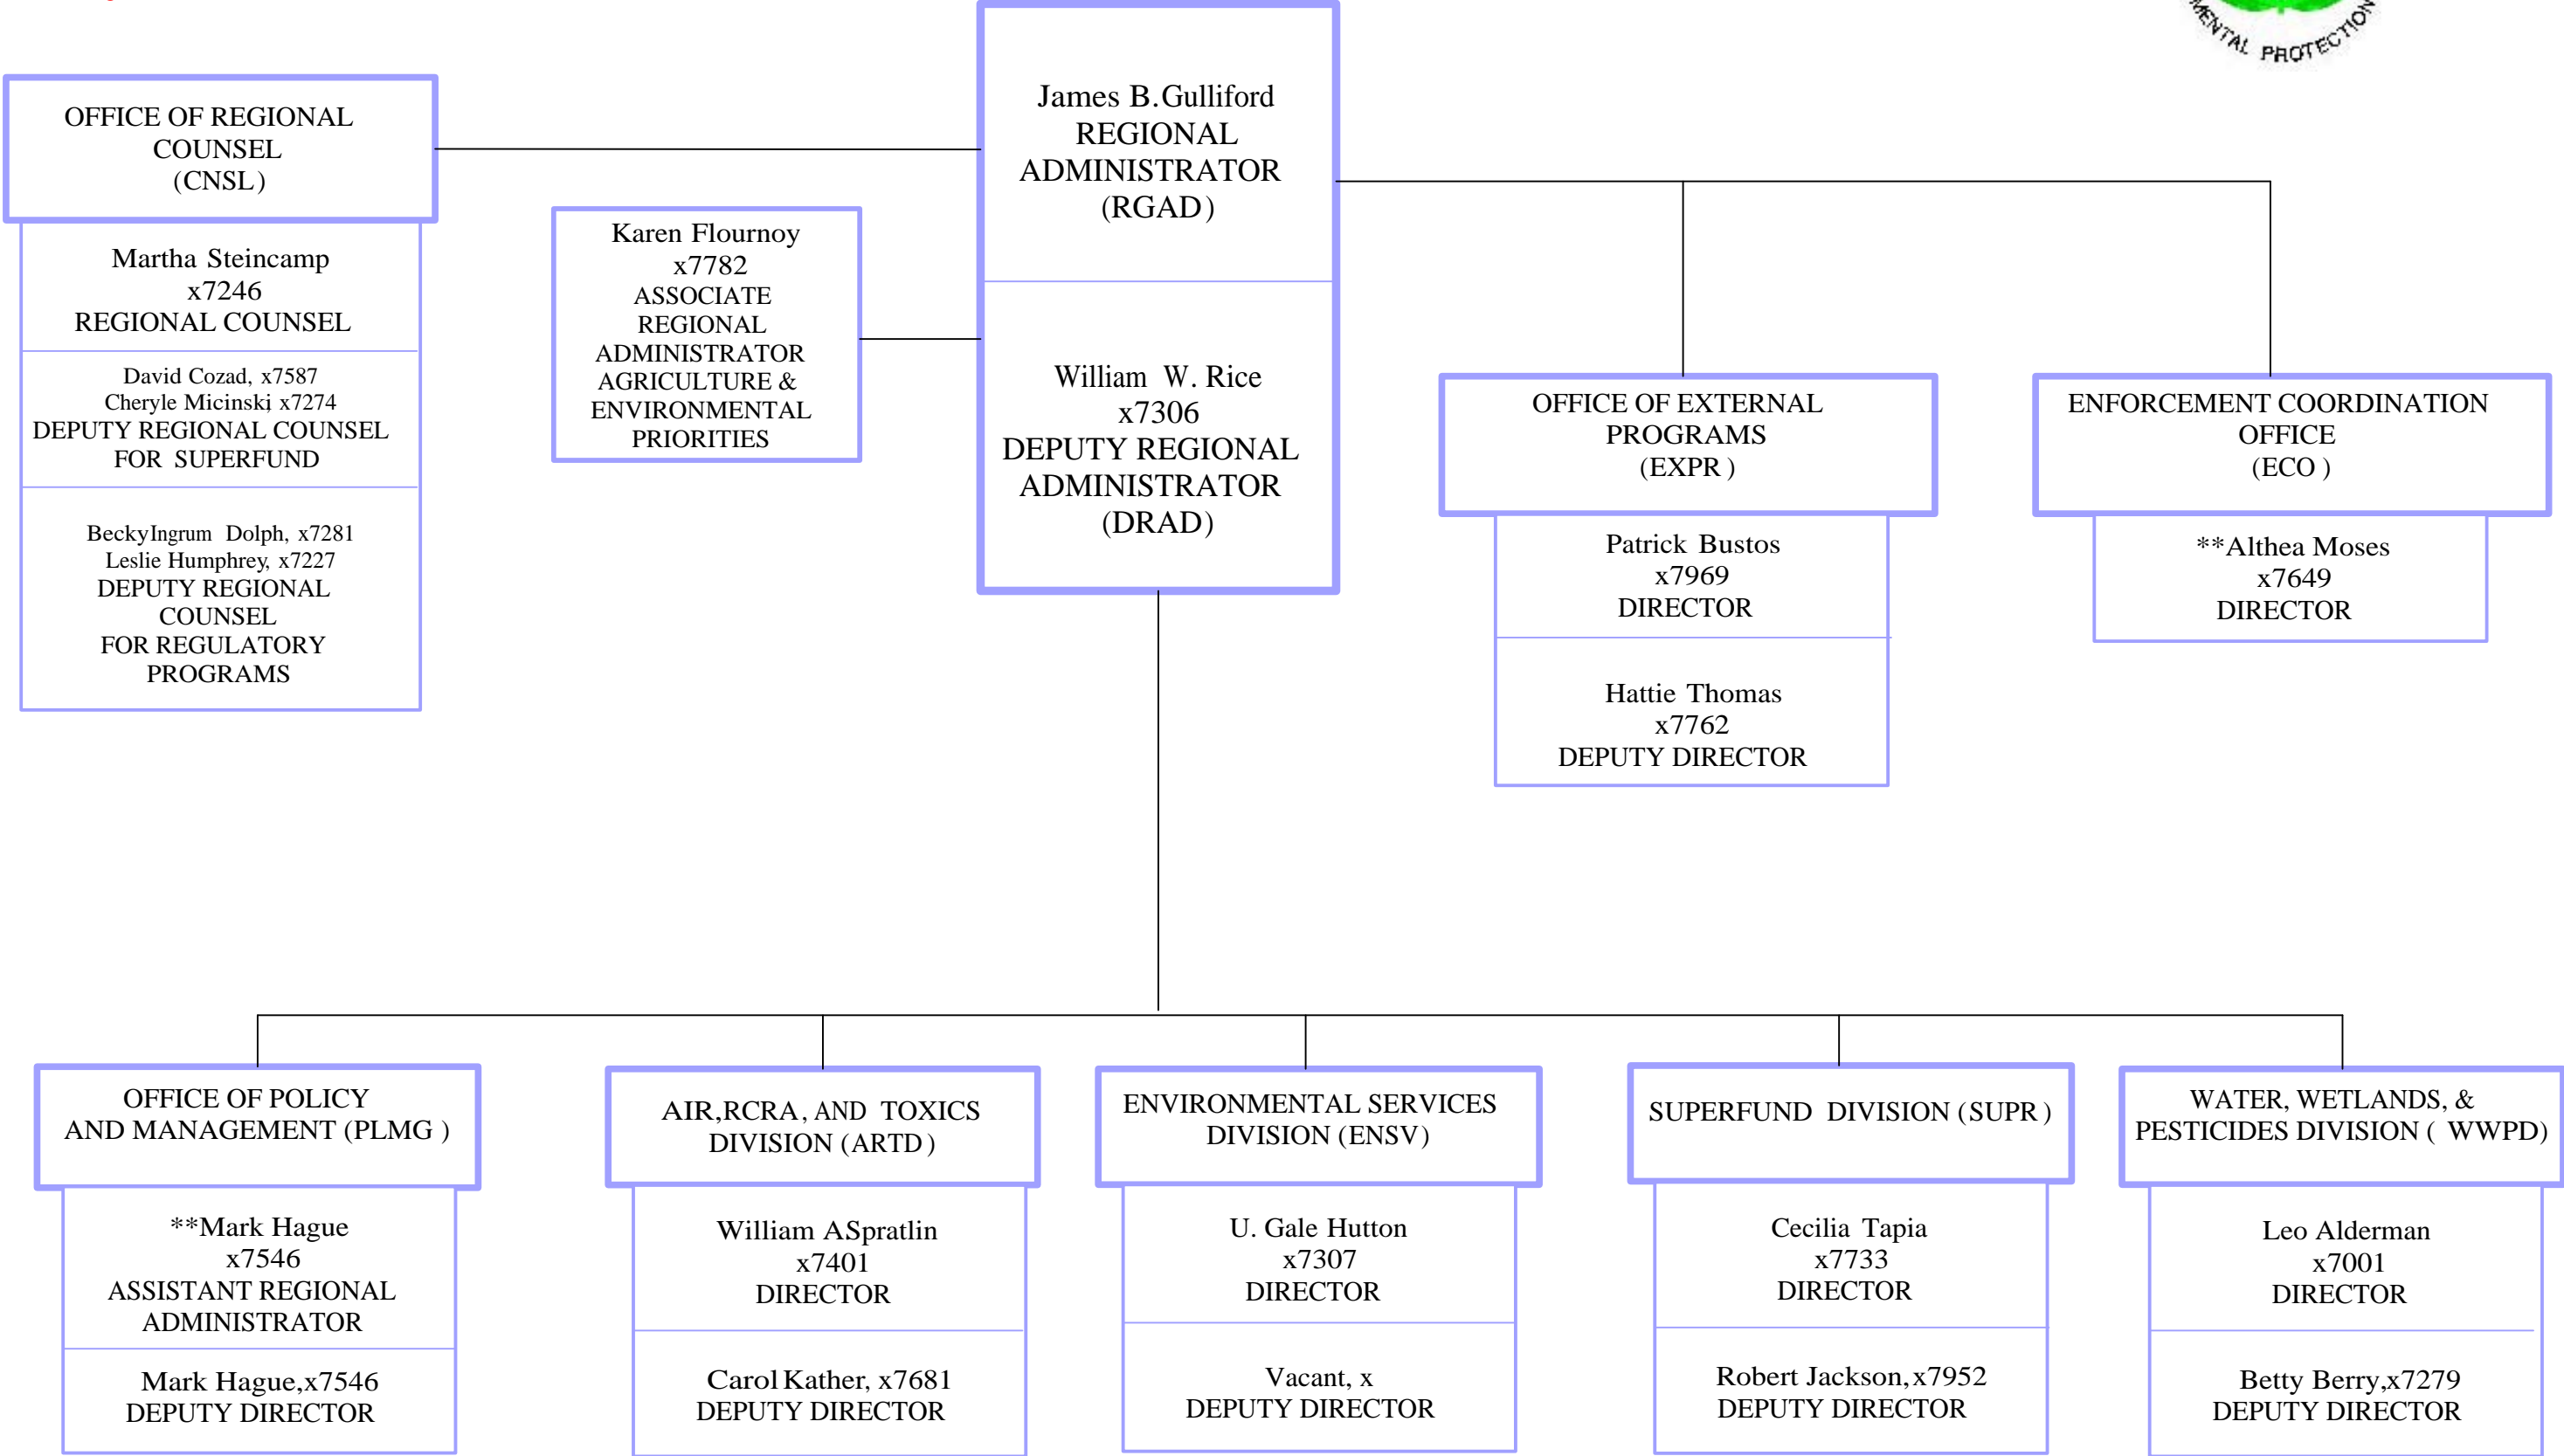 MENTAL PROTECTION
OFFICE OF REGIONAL
COUNSEL
(CNSL)
Martha Steincamp
x7246
REGIONAL COUNSEL
David Cozad, x7587
Cheryle Micinski, x7274
DEPUTY REGIONAL COUNSEL
FOR SUPERFUND
BeckyIngrum Dolph, x7281
Leslie Humphrey, x7227
DEPUTY REGIONAL
COUNSEL
FOR REGULATORY
PROGRAMS
Karen Flournoy
x7782
ASSOCIATE
REGIONAL
ADMINISTRATOR
AGRICULTURE &
ENVIRONMENTAL
PRIORITIES
James B.Gulliford
REGIONAL
ADMINISTRATOR
(RGAD)
William W. Rice
x7306
DEPUTY REGIONAL
ADMINISTRATOR
(DRAD)
OFFICE OF EXTERNAL
PROGRAMS
(EXPR )
Patrick Bustos
x7969
DIRECTOR
Hattie Thomas
x7762
DEPUTY DIRECTOR
ENFORCEMENT COORDINATION
OFFICE
(ECO )
**Althea Moses
x7649
DIRECTOR
OFFICE OF POLICY
AND MANAGEMENT (PLMG )
**Mark Hague
x7546
ASSISTANT REGIONAL
ADMINISTRATOR
Mark Hague,x7546
DEPUTY DIRECTOR
AIR,RCRA, AND TOXICS
DIVISION (ARTD )
William ASpratlin
x7401
DIRECTOR
Carol Kather, x7681
DEPUTY DIRECTOR
ENVIRONMENTAL SERVICES
DIVISION (ENSV)
U. Gale Hutton
x7307
DIRECTOR
Vacant, x
DEPUTY DIRECTOR
SUPERFUND DIVISION (SUPR )
Cecilia Tapia
x7733
DIRECTOR
Robert Jackson,x7952
DEPUTY DIRECTOR
WATER, WETLANDS, &
PESTICIDES DIVISION ( WWPD)
Leo Alderman
x7001
DIRECTOR
Betty Berry,x7279
DEPUTY DIRECTOR